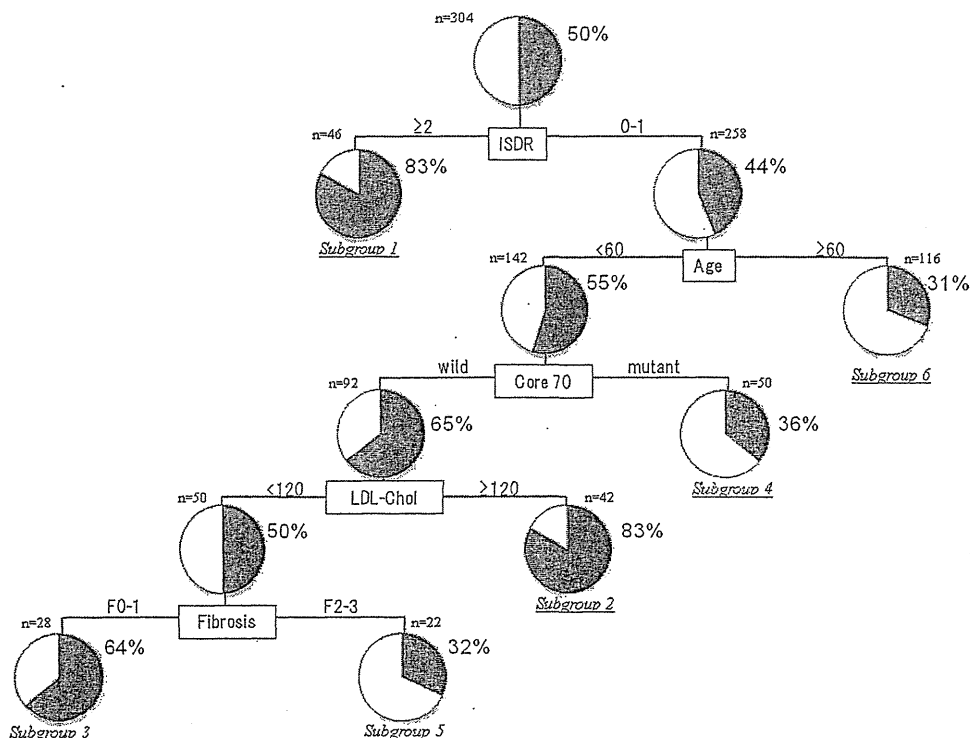 n=304
50%
ISDR
≥2
0-1
n=46
83%
Subgroup 1
n=258
44%
Age
<60
≥60
n=142
55%
n=116
31%
Subgroup 6
Core 70
wild
mutant
n=92
65%
n=50
36%
Subgroup 4
LDL-Chol
<120
≥120
n=50
50%
n=42
83%
Subgroup 2
Fibrosis
F0-1
F2-3
n=28
64%
Subgroup 3
n=22
32%
Subgroup 5